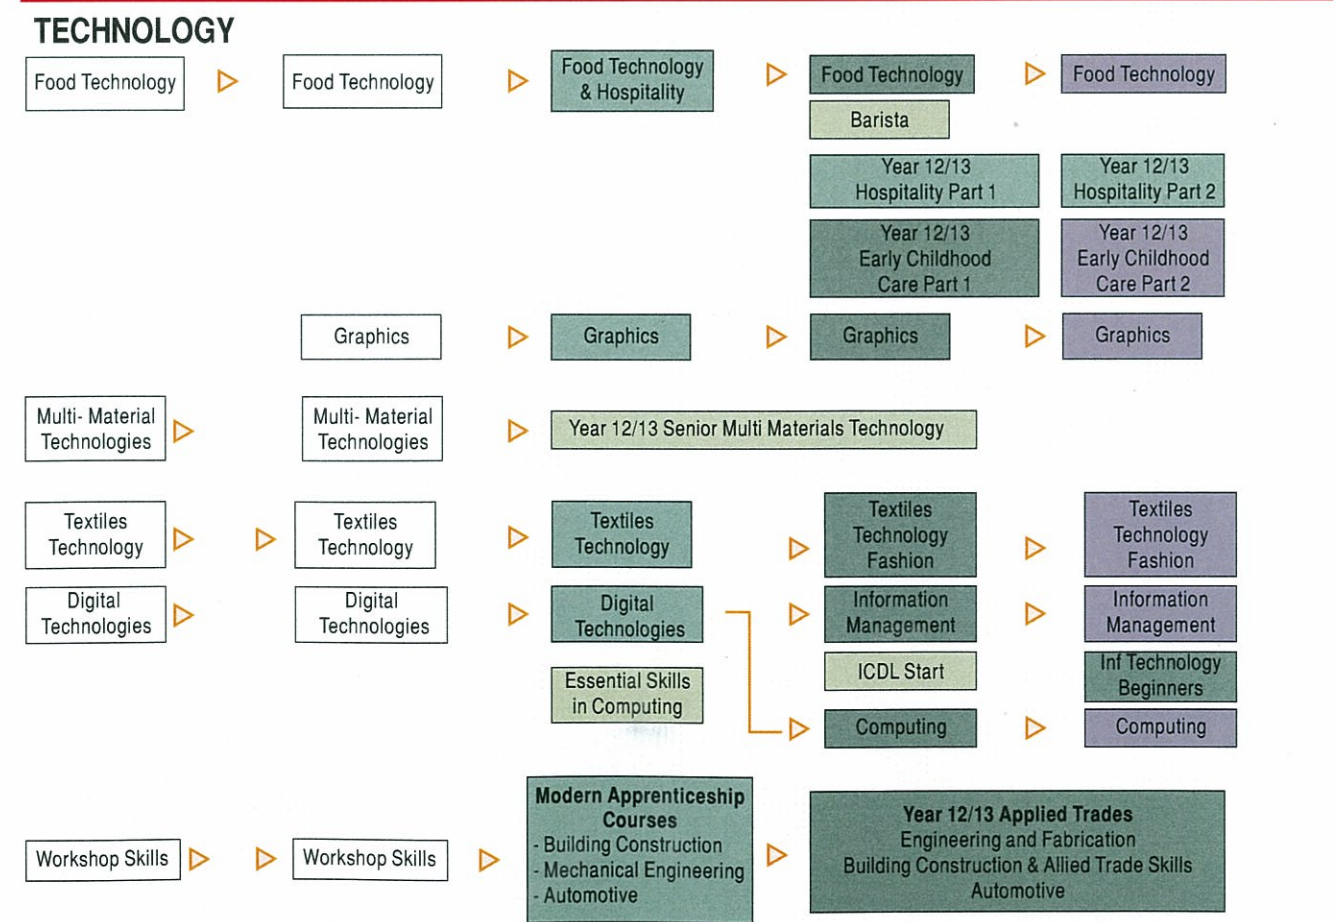 TECHNOLOGY
Food Technology
Food Technology
Food Technology
& Hospitality
Food Technology
Food Technology
Barista
Year 12/13
Hospitality Part 1
Year 12/13
Hospitality Part 2
Year 12/13
Early Childhood
Care Part 1
Year 12/13
Early Childhood
Care Part 2
Graphics
Graphics
Graphics
Graphics
Multi- Material
Technologies
Multi- Material
Technologies
Year 12/13 Senior Multi Materials Technology
Textiles
Technology
Textiles
Technology
Textiles
Technology
Textiles
Technology
Fashion
Textiles
Technology
Fashion
Digital
Technologies
Digital
Technologies
Digital
Technologies
Information
Management
Information
Management
Essential Skills
in Computing
ICDL Start
Inf Technology
Beginners
Computing
Computing
Workshop Skills
Workshop Skills
Modern Apprenticeship
Courses
- Building Construction
- Mechanical Engineering
- Automotive
Year 12/13 Applied Trades
Engineering and Fabrication
Building Construction & Allied Trade Skills
Automotive